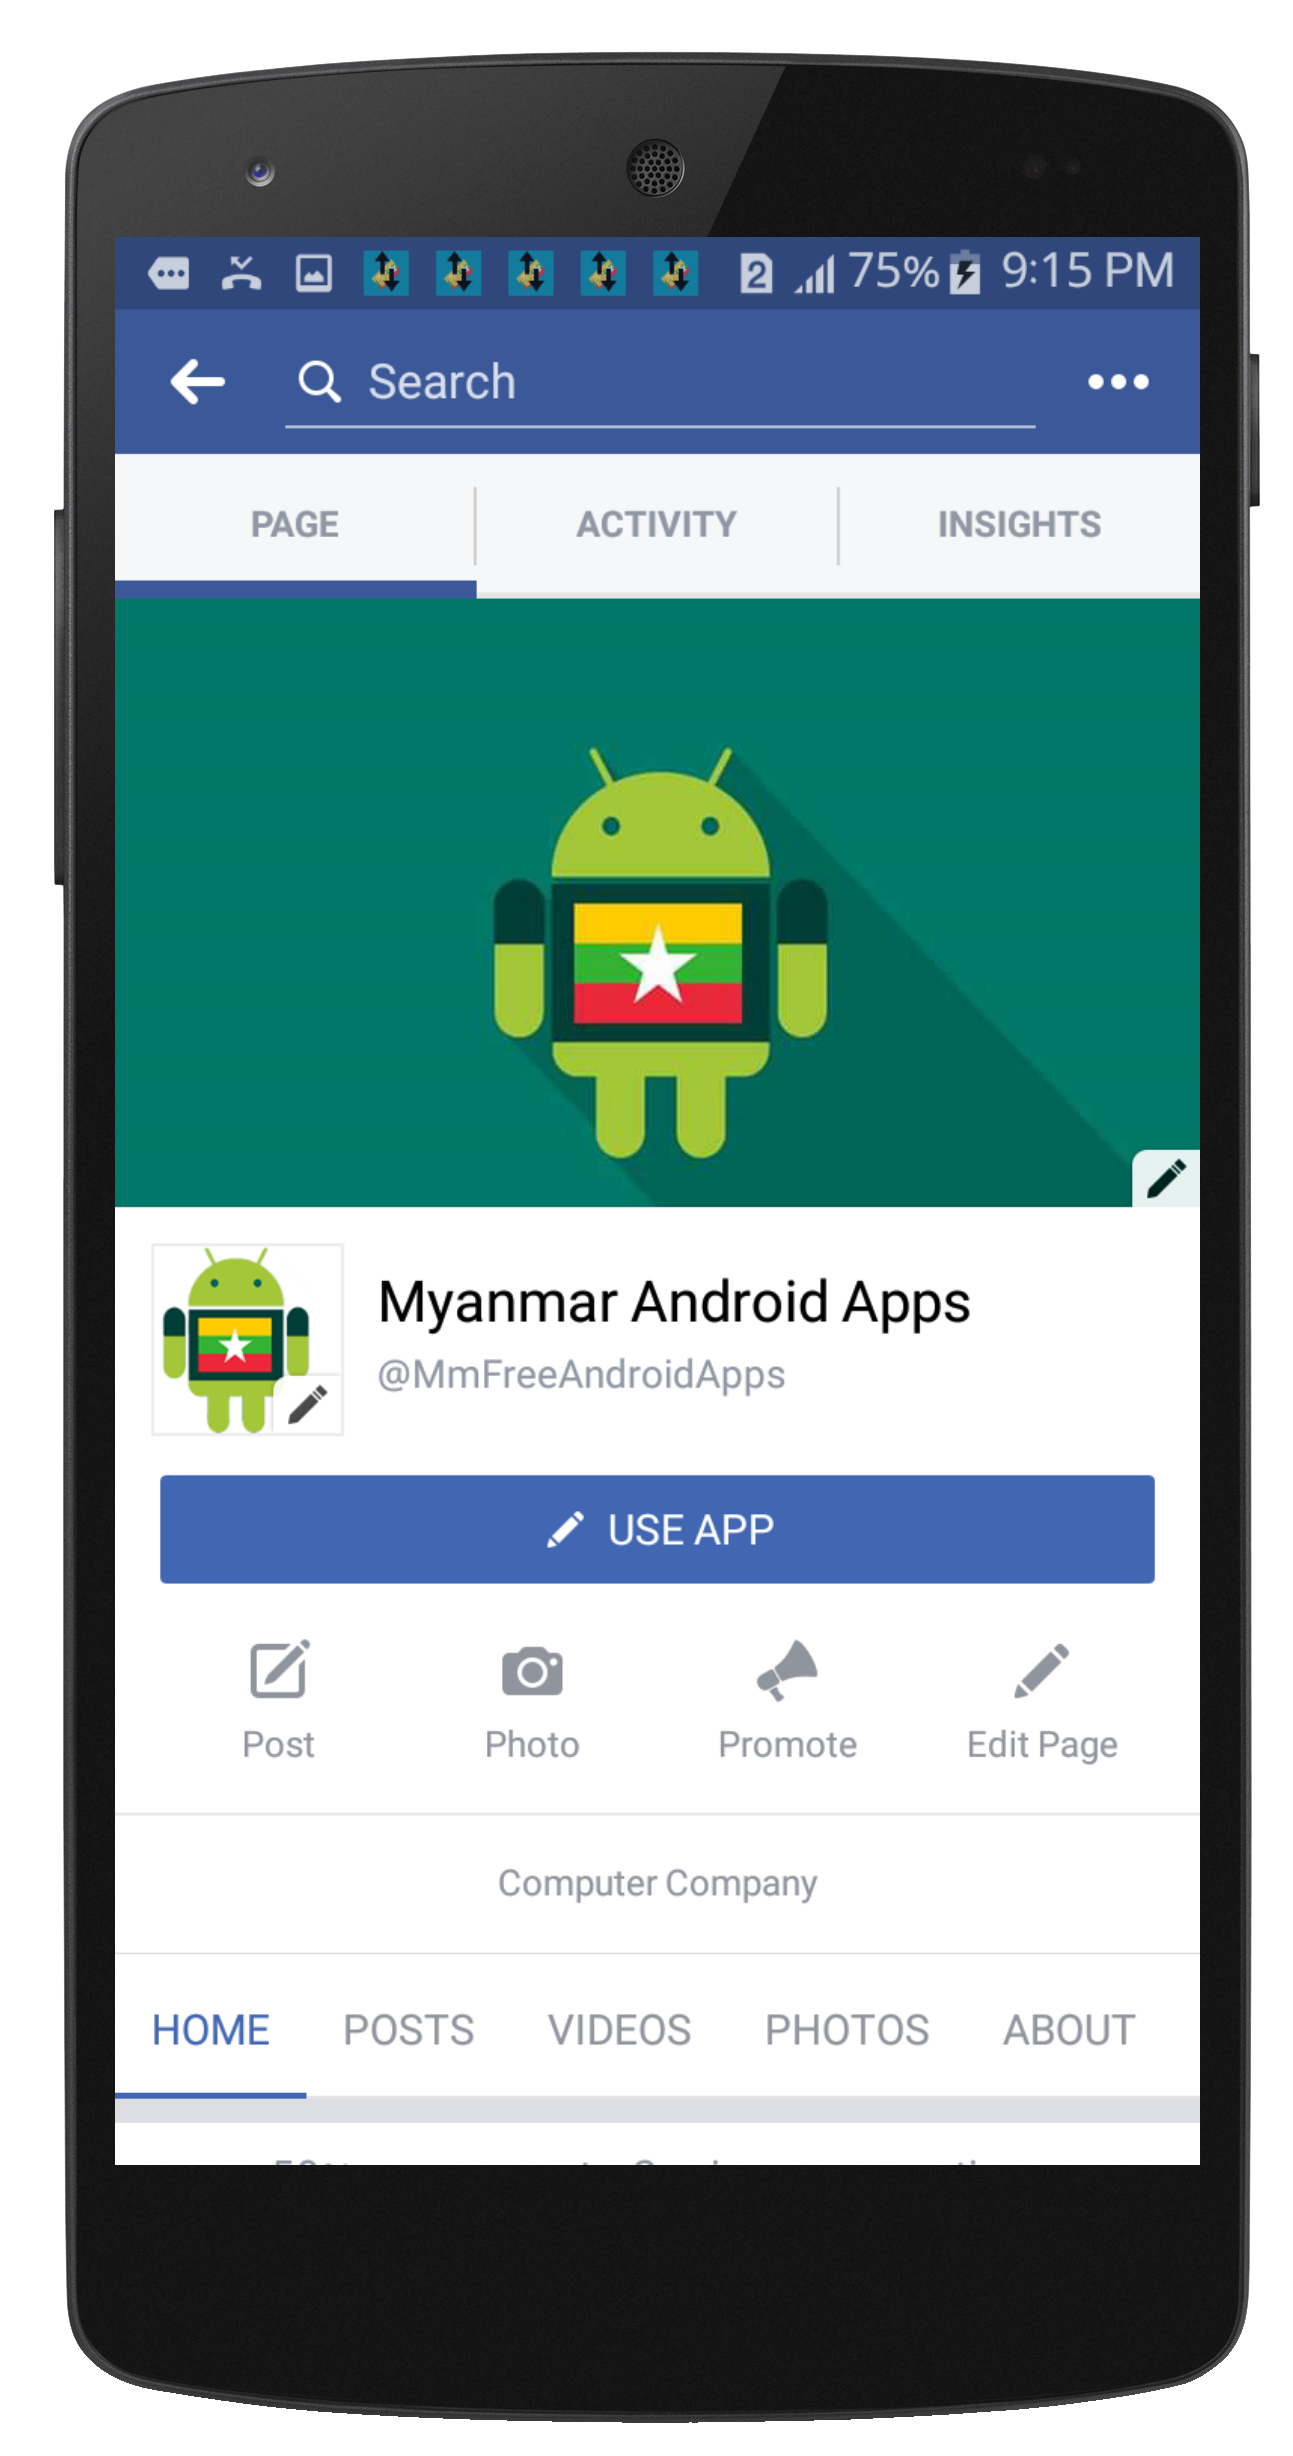 2 75% 9:15 PM
Search
PAGE ACTIVITY INSIGHTS
Myanmar Android Apps
@MmFreeAndroidApps
USE APP
Post Photo Promote Edit Page
Computer Company
HOME POSTS VIDEOS PHOTOS ABOUT